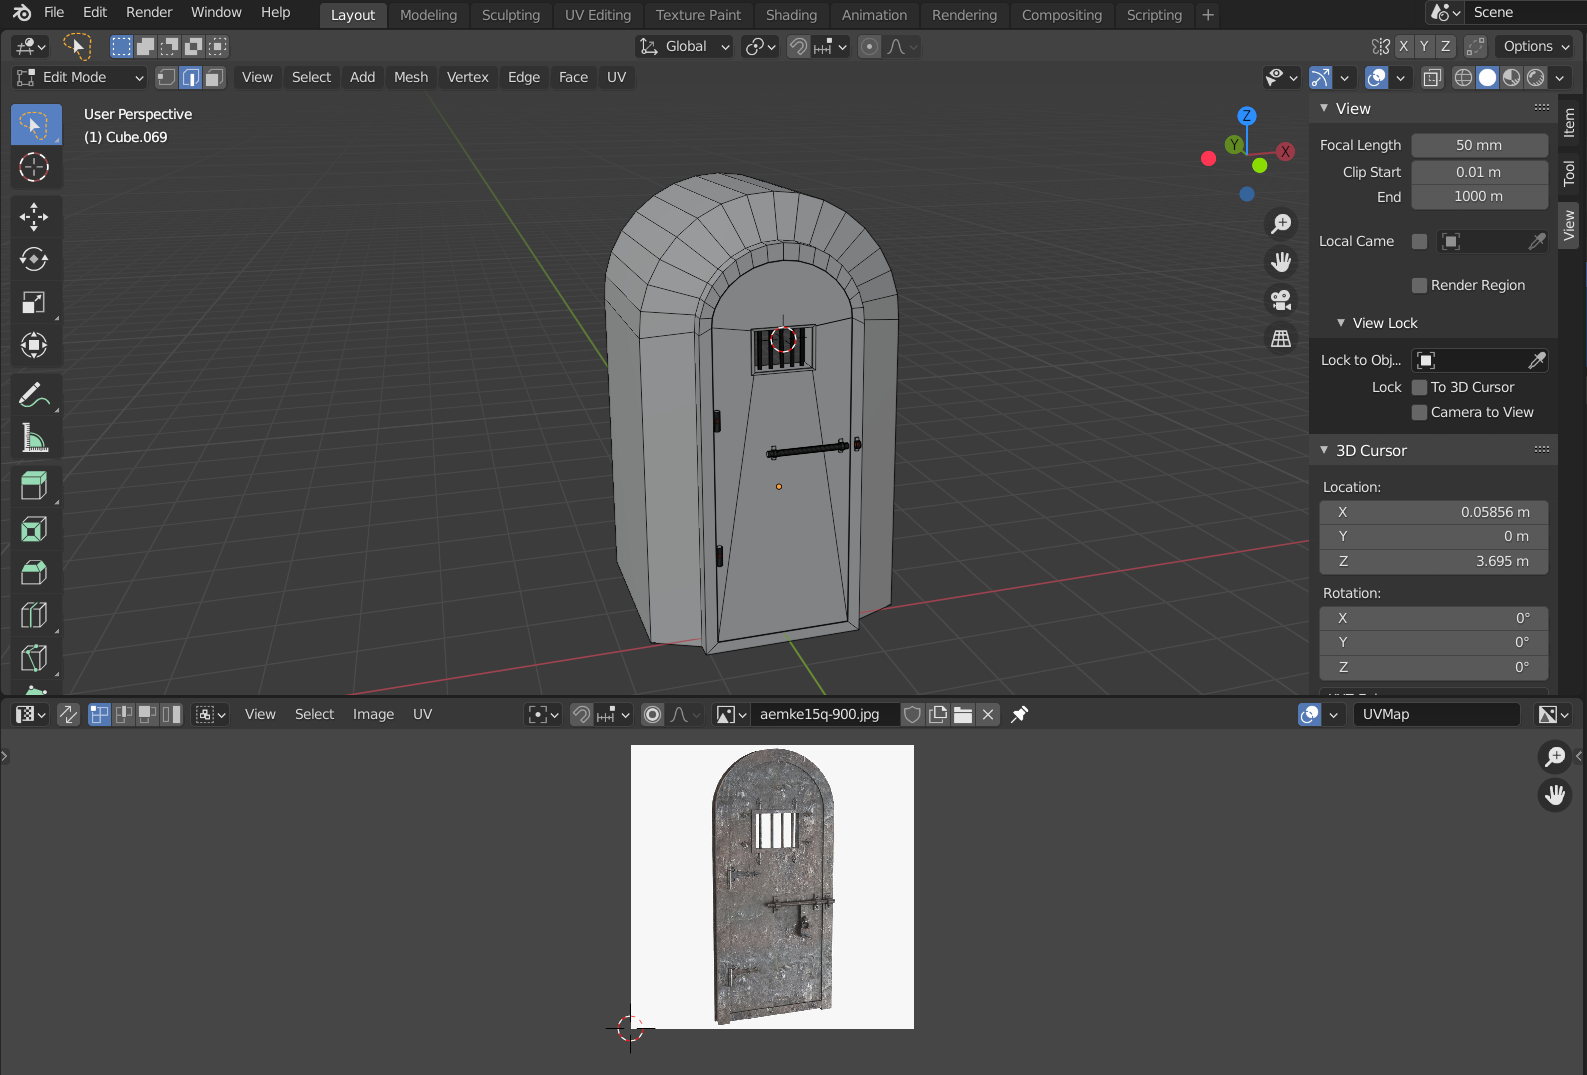 File Edit Render Window Help Layout Modeling Sculpting UV Editing Texture Paint Shading Animation Rendering Compositing Scripting + Scene
Global X Y Z Options
Edit Mode View Select Add Mesh Vertex Edge Face UV
User Perspective
(1) Cube.069
Z
Y
X
View
Focal Length 50 mm
Clip Start 0.01 m
End 1000 m
Local Came
Render Region
View Lock
Lock to Obj...
Lock To 3D Cursor
Camera to View
3D Cursor
Location:
X 0.05856 m
Y 0 m
Z 3.695 m
Rotation:
X 0°
Y 0°
Z 0°
Item
Tool
View
View Select Image UV aemke15q-900.jpg UVMap